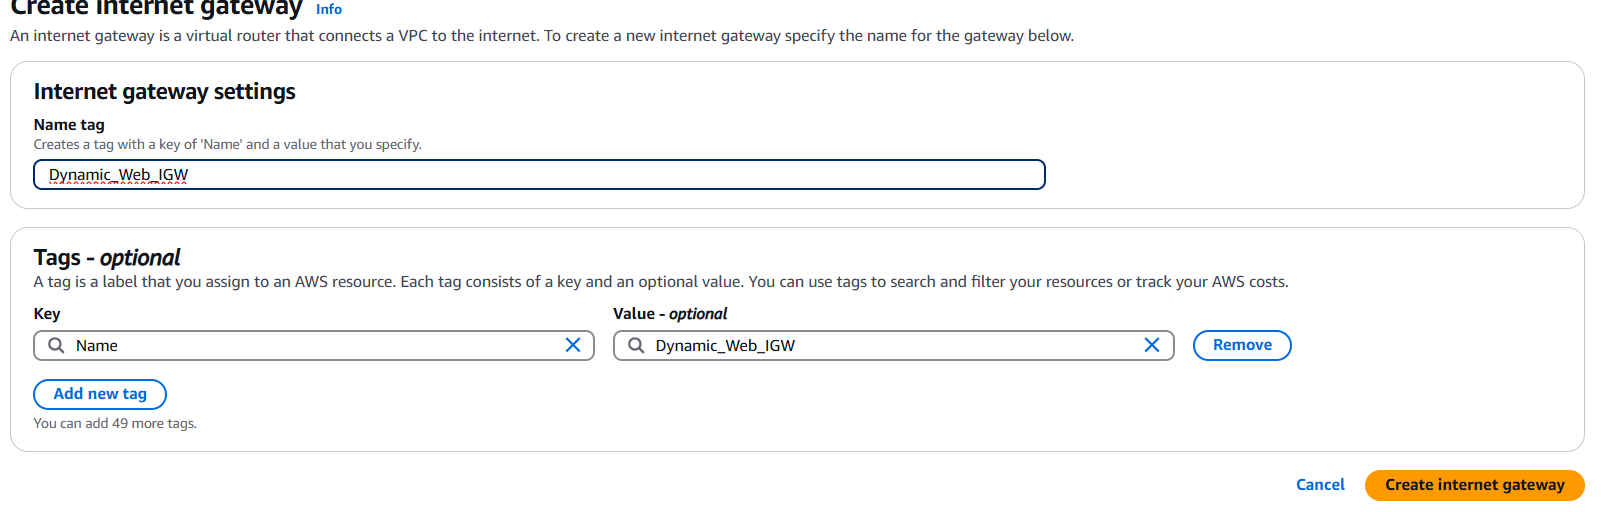 Create internet gateway Info
An internet gateway is a virtual router that connects a VPC to the internet. To create a new internet gateway specify the name for the gateway below.
Internet gateway settings
Name tag
Creates a tag with a key of 'Name' and a value that you specify.
Dynamic_Web_IGW
Tags - optional
A tag is a label that you assign to an AWS resource. Each tag consists of a key and an optional value. You can use tags to search and filter your resources or track your AWS costs.
Key Value - optional
Name Dynamic_Web_IGW Remove
Add new tag
You can add 49 more tags.
Cancel Create internet gateway